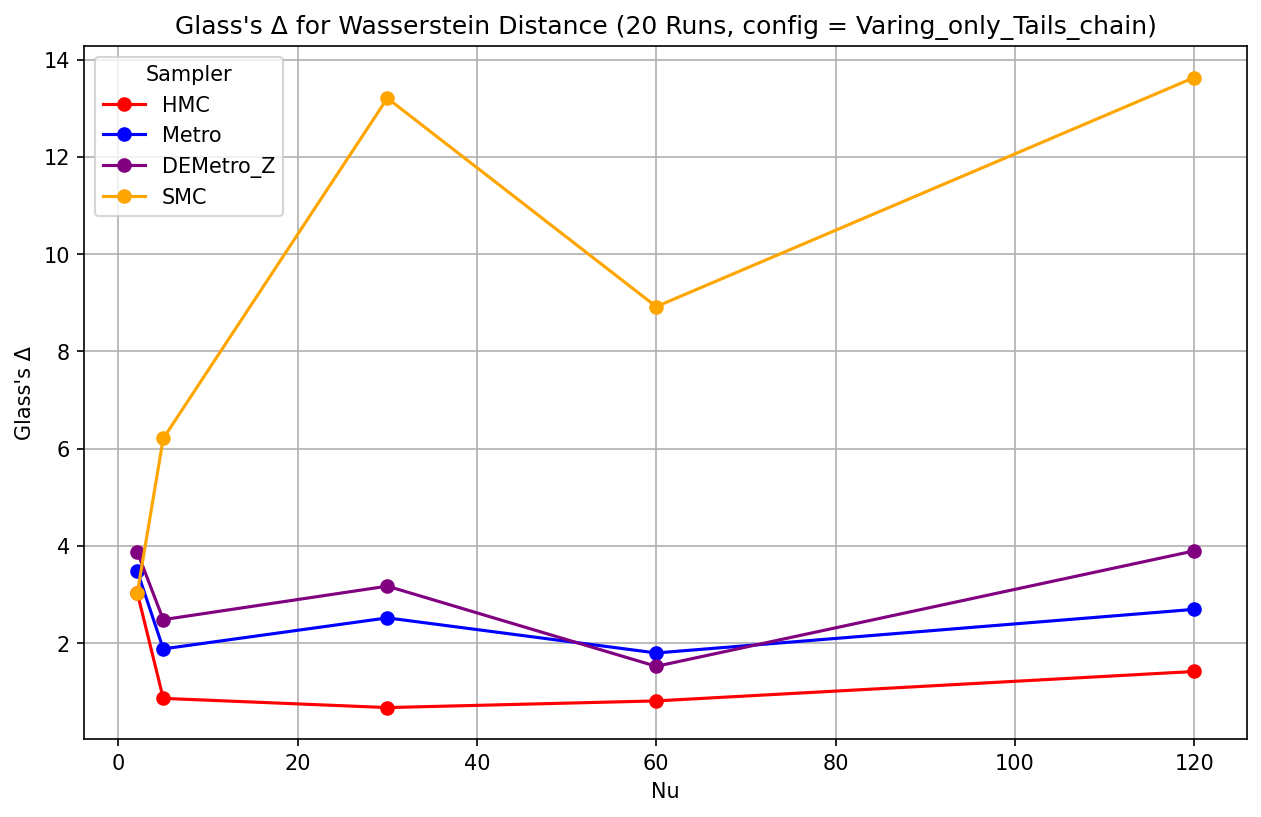 Glass's Δ for Wasserstein Distance (20 Runs, config = Varing_only_Tails_chain)
Sampler
HMC
Metro
DEMetro_Z
SMC
Glass's Δ
14
12
10
8
6
4
2
0
20
40
60
80
100
120
Nu